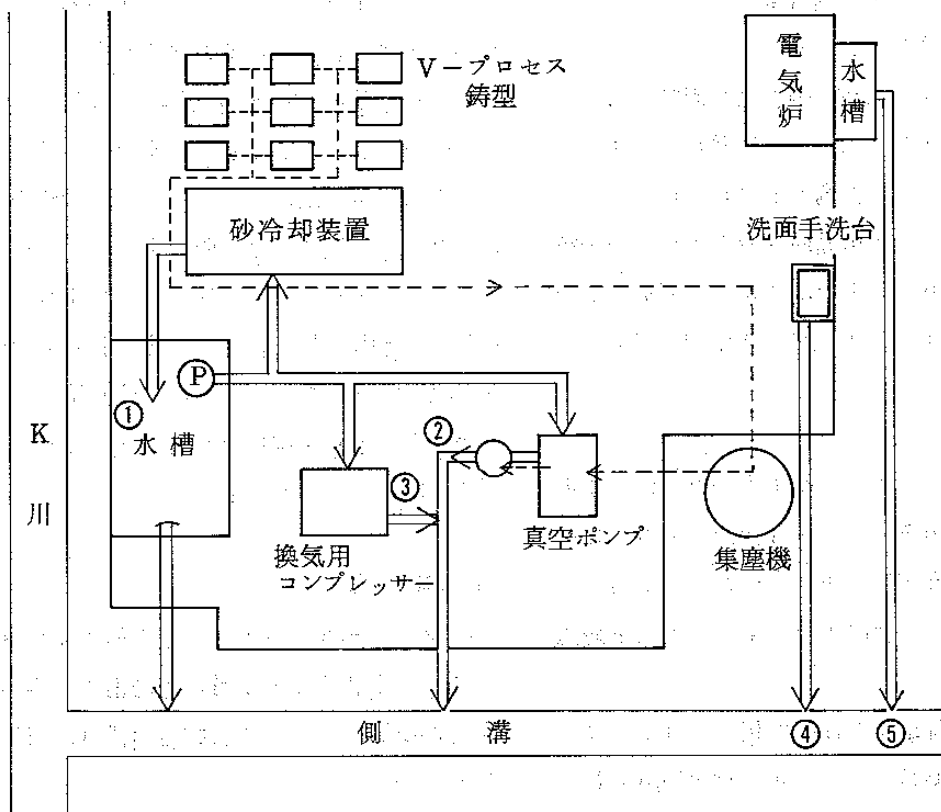 V－プロセス
鋳型
電気炉
水槽
砂冷却装置
洗面手洗台
P
①
水槽
K川
②
③
換気用
コンプレッサー
真空ポンプ
集塵機
側溝
④
⑤